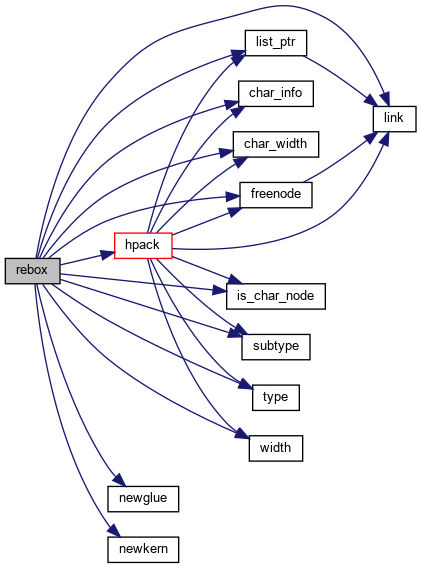 list_ptr
char_info
link
char_width
freenode
hpack
rebox
is_char_node
subtype
type
width
newglue
newkern